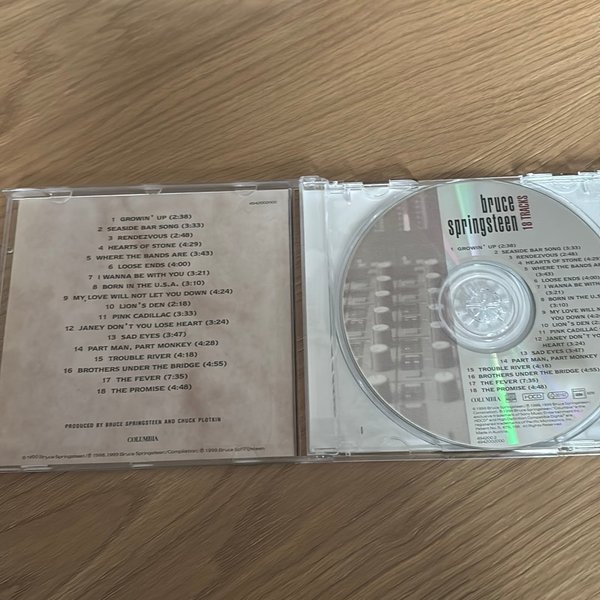 4942002000
1 GROWIN' UP (2:38)
2 SEASIDE BAR SONG (3:33)
3 RENDEZVOUS (2:48)
4 HEARTS OF STONE (4:29)
5 WHERE THE BANDS ARE (3:43)
6 LOOSE ENDS (4:00)
7 I WANNA BE WITH YOU (3:21)
8 BORN IN THE U.S.A. (3:10)
9 MY LOVE WILL NOT LET YOU DOWN (4:24)
10 LION'S DEN (2:18)
11 PINK CADILLAC (3:33)
12 JANEY DON'T YOU LOSE HEART (3:24)
13 SAD EYES (3:47)
14 PART MAN, PART MONKEY (4:28)
15 TROUBLE RIVER (4:18)
16 BROTHERS UNDER THE BRIDGE (4:55)
17 THE FEVER (7:35)
18 THE PROMISE (4:48)
PRODUCED BY BRUCE SPRINGSTEEN AND CHUCK PLOTKIN
COLUMBIA
bruce
springsteen
18 TRACKS
1 GROWIN' UP (2:38)
2 SEASIDE BAR SONG (3:33)
3 RENDEZVOUS (2:48)
4 HEARTS OF STONE (4:29)
5 WHERE THE BANDS ARE
(3:43)
6 LOOSE ENDS (4:00)
7 I WANNA BE WITH YOU
(3:21)
8 BORN IN THE U.S.A.
(3:10)
9 MY LOVE WILL NOT
YOU DOWN (4:24)
10 LION'S DEN
11 PINK CADILLAC
12 JANEY DON'T YOU
HEART (3:24)
13 SAD EYES (3:47)
14 PART MAN, PART MONKEY
15 TROUBLE RIVER (4:18)
16 BROTHERS UNDER THE BRIDGE (4:55)
17 THE FEVER (7:35)
18 THE PROMISE (4:48)
COLUMBIA
HDCD
Made in Austria.